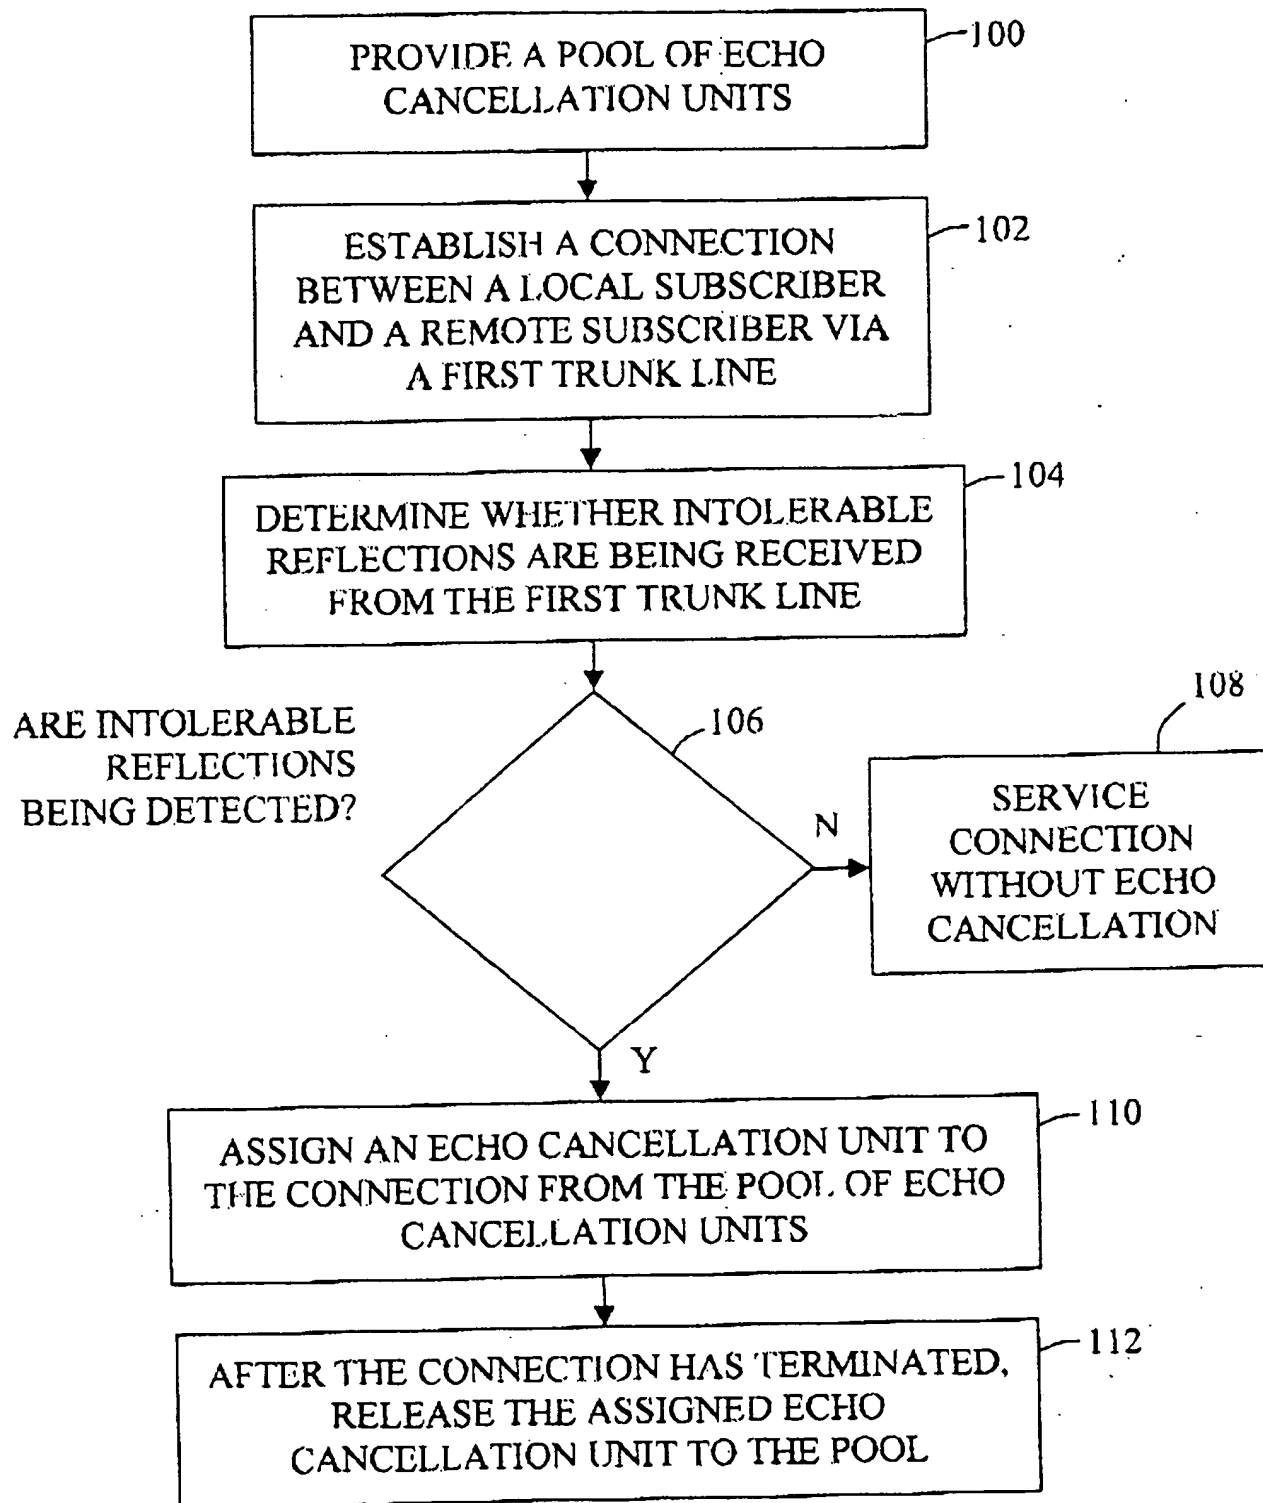 PROVIDE A POOL OF ECHO
CANCELLATION UNITS
100
ESTABLISH A CONNECTION
BETWEEN A LOCAL SUBSCRIBER
AND A REMOTE SUBSCRIBER VIA
A FIRST TRUNK LINE
102
DETERMINE WHETHER INTOLERABLE
REFLECTIONS ARE BEING RECEIVED
FROM THE FIRST TRUNK LINE
104
ARE INTOLERABLE
REFLECTIONS
BEING DETECTED?
106
N
108
SERVICE
CONNECTION
WITHOUT ECHO
CANCELLATION
Y
ASSIGN AN ECHO CANCELLATION UNIT TO
THE CONNECTION FROM THE POOL OF ECHO
CANCELLATION UNITS
110
AFTER THE CONNECTION HAS TERMINATED,
RELEASE THE ASSIGNED ECHO
CANCELLATION UNIT TO THE POOL
112